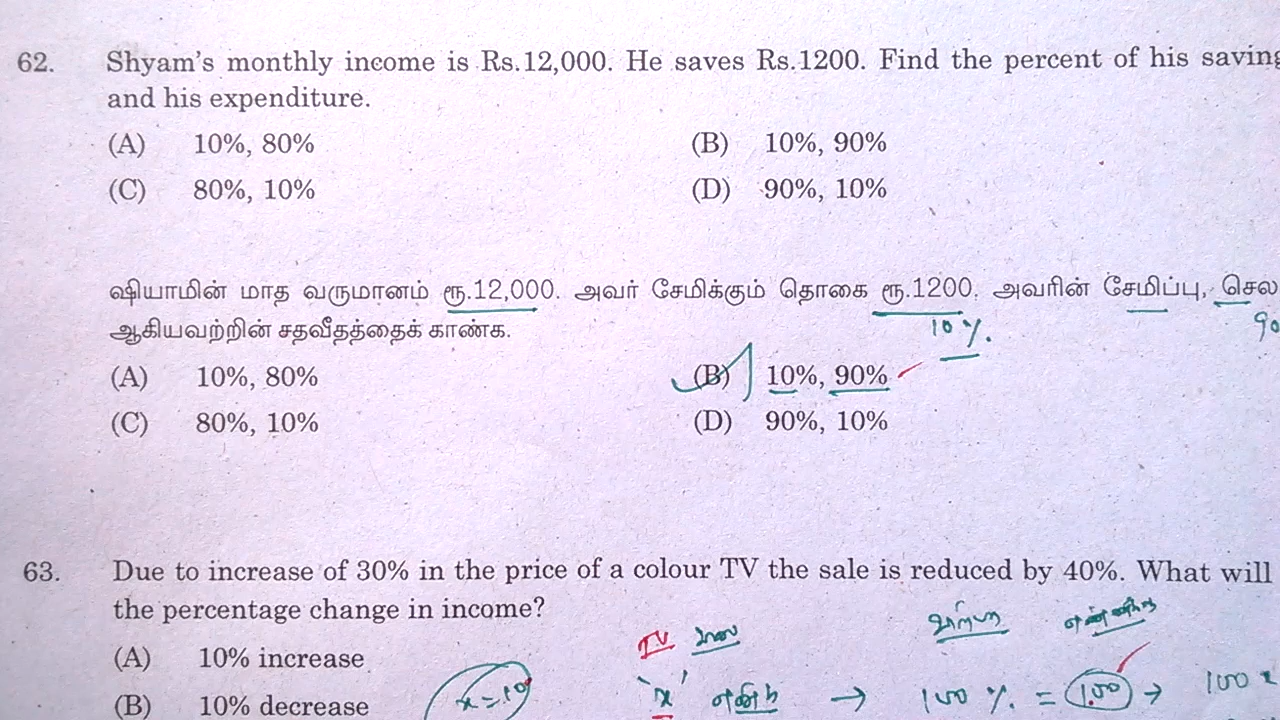 62. Shyam's monthly income is Rs.12,000. He saves Rs.1200. Find the percent of his saving
and his expenditure.
(A) 10%, 80% (B) 10%, 90%
(C) 80%, 10% (D) 90%, 10%
ஷியாமின் மாத வருமானம் ரூ.12,000. அவர் சேமிக்கும் தொகை ரூ.1200. அவரின் சேமிப்பு, செல
10 %. 90
ஆகியவற்றின் சதவீதத்தைக் காண்க.
(A) 10%, 80% (B) 10%, 90%
(C) 80%, 10% (D) 90%, 10%
63. Due to increase of 30% in the price of a colour TV the sale is reduced by 40%. What will
the percentage change in income?
(A) 10% increase TV விலை
(B) 10% decrease x=10 'x' என்க → 100 % = 100 → 100 x